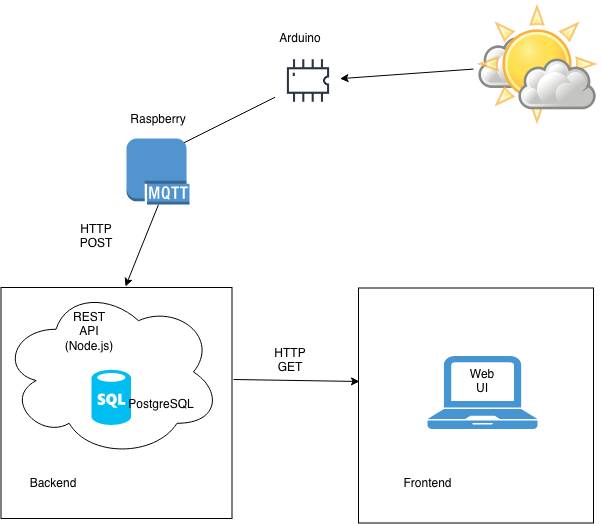 Arduino
Raspberry
MQTT
HTTP
POST
REST
API
(Node.js)
SQL
PostgreSQL
Backend
HTTP
GET
Web
UI
Frontend